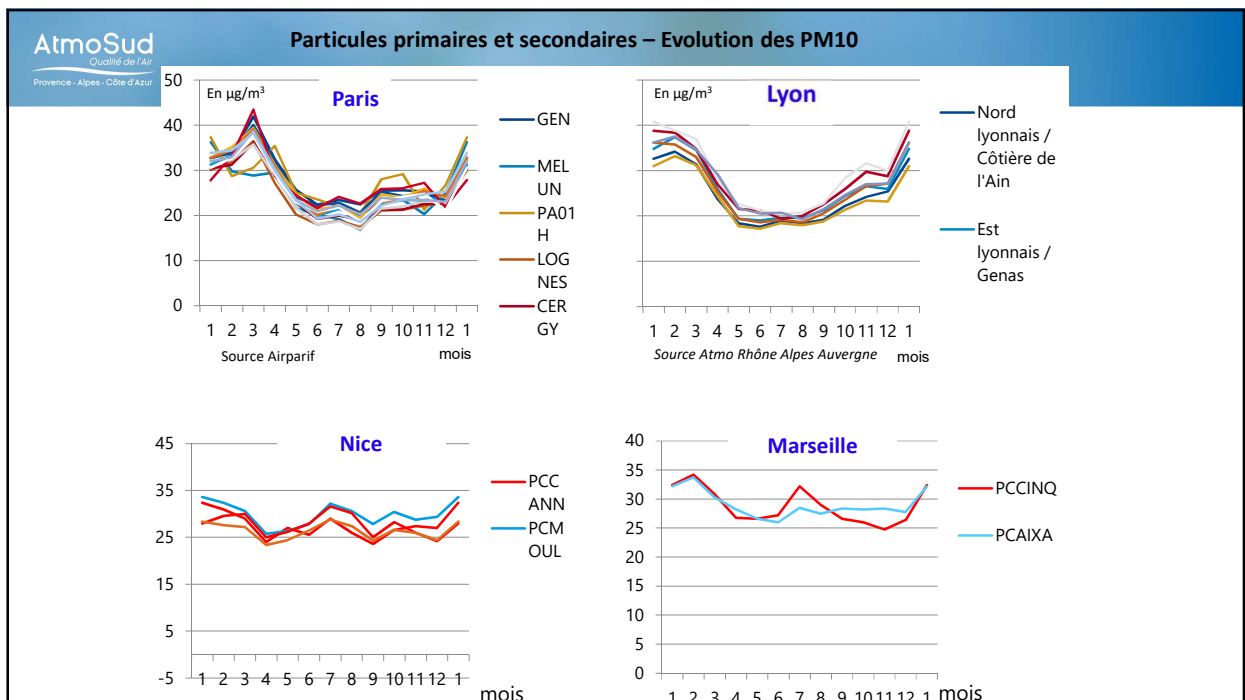 AtmoSud
Qualité de l'Air
Provence - Alpes - Côte d'Azur
Particules primaires et secondaires – Evolution des PM10
En µg/m³
Paris
50
40
30
20
10
0
1 2 3 4 5 6 7 8 9 10 11 12 1
Source Airparif
mois
GEN
MEL
UN
PA01
H
LOG
NES
CER
GY
En µg/m³
Lyon
1 2 3 4 5 6 7 8 9 10 11 12 1
Source Atmo Rhône Alpes Auvergne
mois
Nord
lyonnais /
Côtière de
l'Ain
Est
lyonnais /
Genas
Nice
45
35
25
15
5
-5
1 2 3 4 5 6 7 8 9 10 11 12 1
mois
PCC
ANN
PCM
OUL
Marseille
40
35
30
25
20
15
10
5
0
1 2 3 4 5 6 7 8 9 10 11 12 1
mois
PCCINQ
PCAIXA